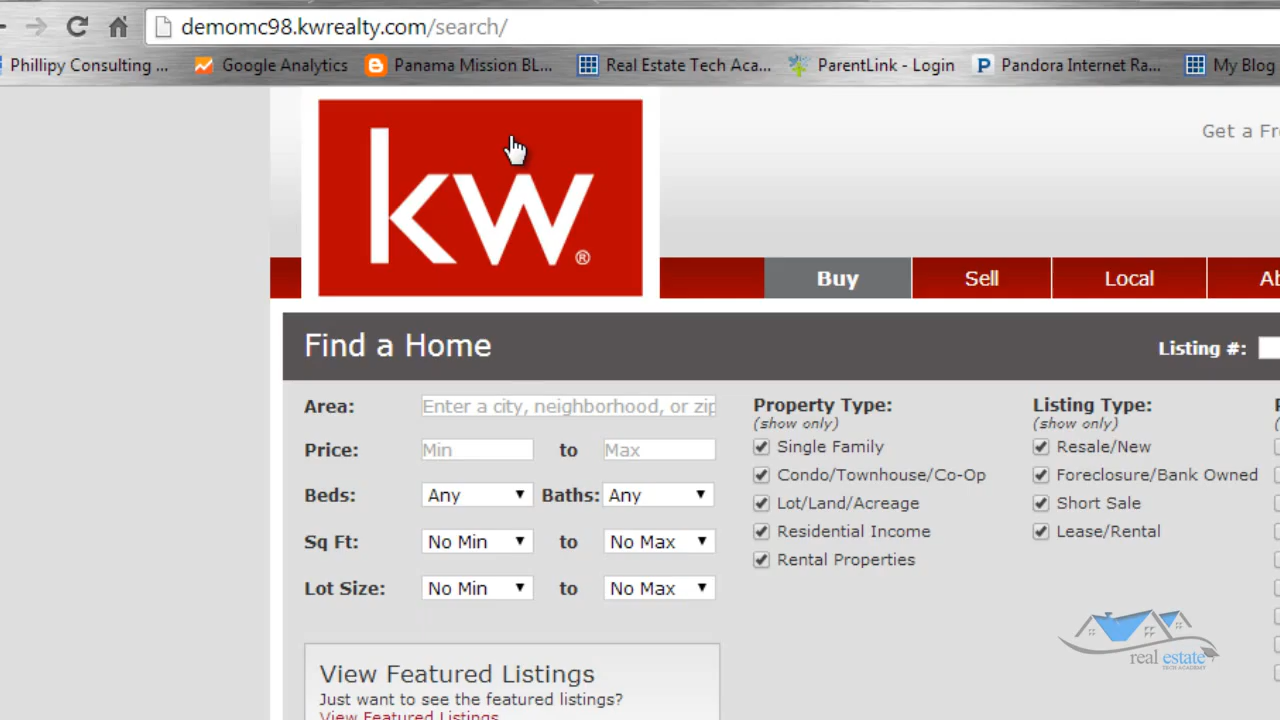 demomc98.kwrealty.com/search/
Phillipy Consulting ... Google Analytics Panama Mission BL... Real Estate Tech Aca... ParentLink - Login Pandora Internet Ra... My Blog
kw®
Get a
Buy Sell Local
Find a Home Listing #:
Area: Enter a city, neighborhood, or zip
Price: Min to Max
Beds: Any Baths: Any
Sq Ft: No Min to No Max
Lot Size: No Min to No Max
Property Type:
(show only)
Single Family
Condo/Townhouse/Co-Op
Lot/Land/Acreage
Residential Income
Rental Properties
Listing Type:
(show only)
Resale/New
Foreclosure/Bank Owned
Short Sale
Lease/Rental
View Featured Listings
Just want to see the featured listings?
View Featured Listings
real estate
TECH ACADEMY